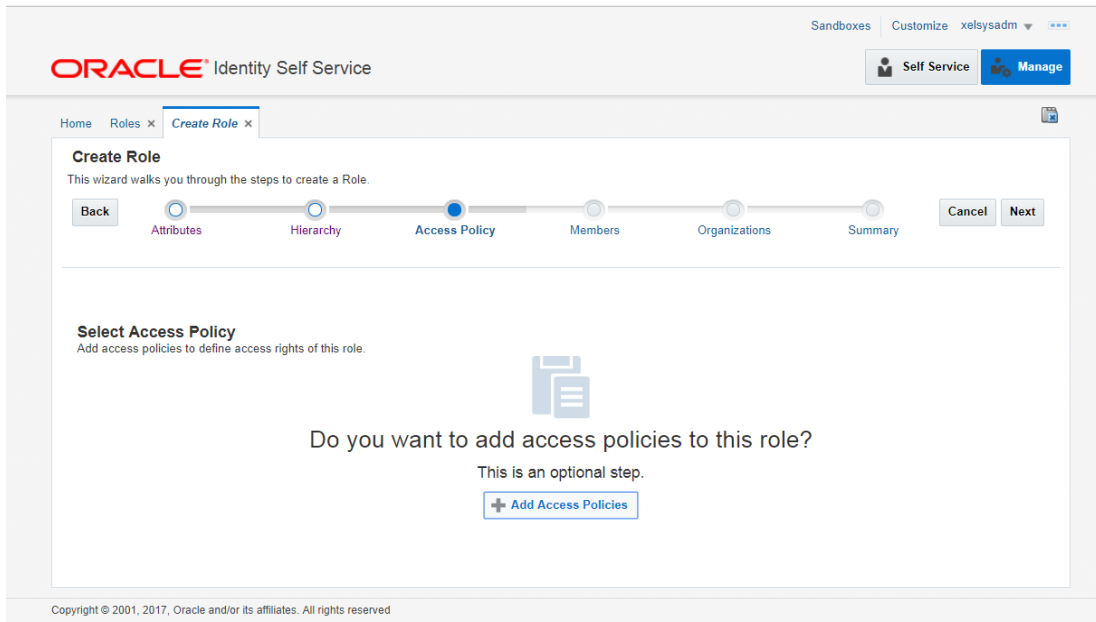 Sandboxes Customize xelsysadm
ORACLE Identity Self Service
Self Service Manage
Home Roles × Create Role ×
Create Role
This wizard walks you through the steps to create a Role.
Back Cancel Next
Attributes Hierarchy Access Policy Members Organizations Summary
Select Access Policy
Add access policies to define access rights of this role.
Do you want to add access policies to this role?
This is an optional step.
Add Access Policies
Copyright © 2001, 2017, Oracle and/or its affiliates. All rights reserved